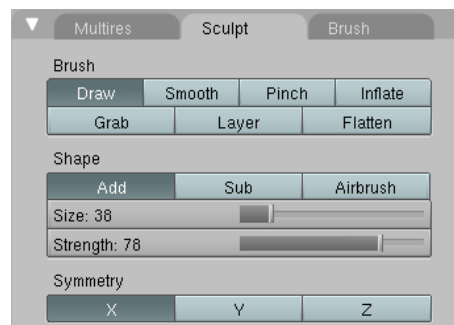 Multires Sculpt Brush
Brush
Draw Smooth Pinch Inflate
Grab Layer Flatten
Shape
Add Sub Airbrush
Size: 38
Strength: 78
Symmetry
X Y Z